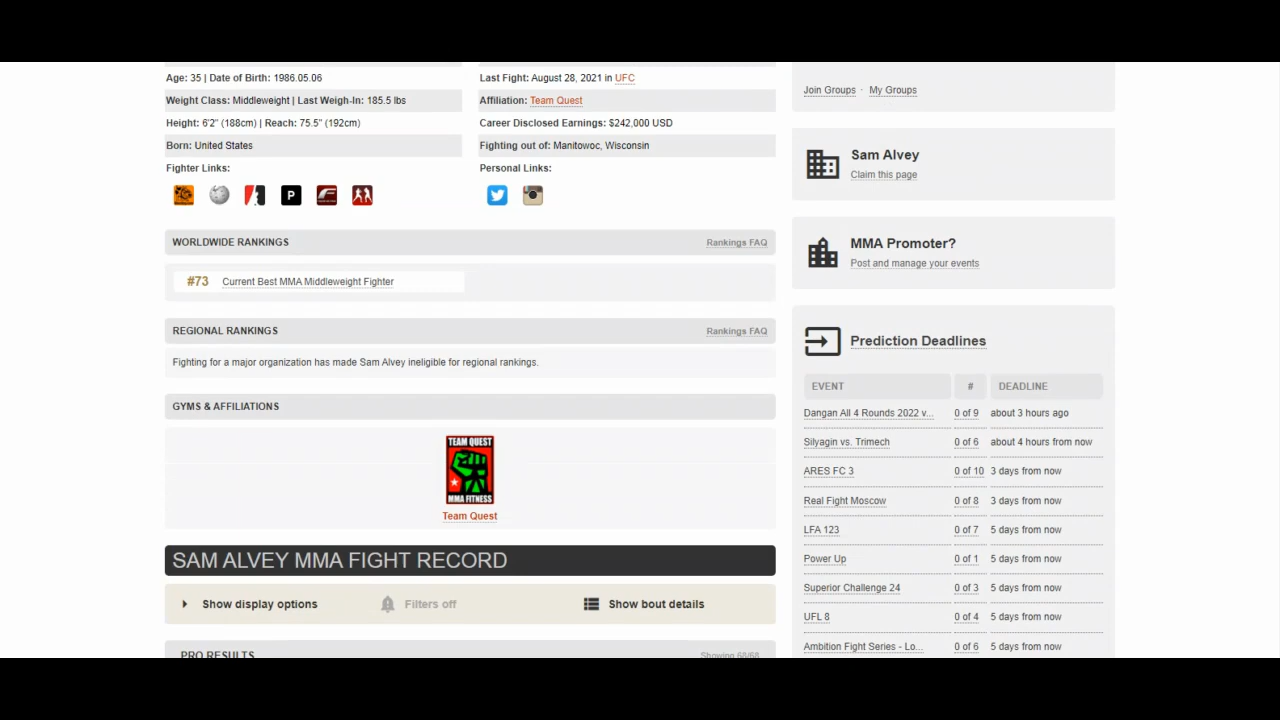 Age: 35 | Date of Birth: 1986.05.06
Weight Class: Middleweight | Last Weigh-In: 185.5 lbs
Height: 6'2" (188cm) | Reach: 75.5" (192cm)
Born: United States
Fighter Links:
Last Fight: August 28, 2021 in UFC
Affiliation: Team Quest
Career Disclosed Earnings: $242,000 USD
Fighting out of: Manitowoc, Wisconsin
Personal Links:
P
WORLDWIDE RANKINGS Rankings FAQ
#73 Current Best MMA Middleweight Fighter
REGIONAL RANKINGS Rankings FAQ
Fighting for a major organization has made Sam Alvey ineligible for regional rankings.
GYMS & AFFILIATIONS
TEAM QUEST
MMA FITNESS
Team Quest
SAM ALVEY MMA FIGHT RECORD
Show display options Filters off Show bout details
PRO RESULTS Showing 68/68
Join Groups · My Groups
Sam Alvey
Claim this page
MMA Promoter?
Post and manage your events
Prediction Deadlines
EVENT # DEADLINE
Dangan All 4 Rounds 2022 v... 0 of 9 about 3 hours ago
Silyagin vs. Trimech 0 of 6 about 4 hours from now
ARES FC 3 0 of 10 3 days from now
Real Fight Moscow 0 of 8 3 days from now
LFA 123 0 of 7 5 days from now
Power Up 0 of 1 5 days from now
Superior Challenge 24 0 of 3 5 days from now
UFL 8 0 of 4 5 days from now
Ambition Fight Series - Lo... 0 of 6 5 days from now